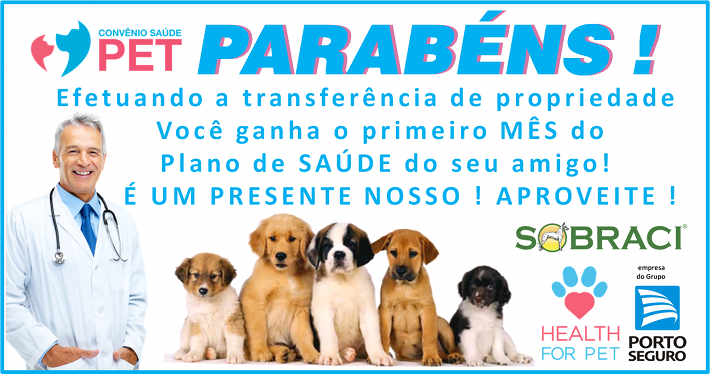 CONVÊNIO SAÚDE
PET
PARABÉNS !
Efetuando a transferência de propriedade
Você ganha o primeiro MÊS do
Plano de SAÚDE do seu amigo!
É UM PRESENTE NOSSO ! APROVEITE !
SOBRACI®
empresa
do Grupo
HEALTH
FOR PET
PORTO
SEGURO